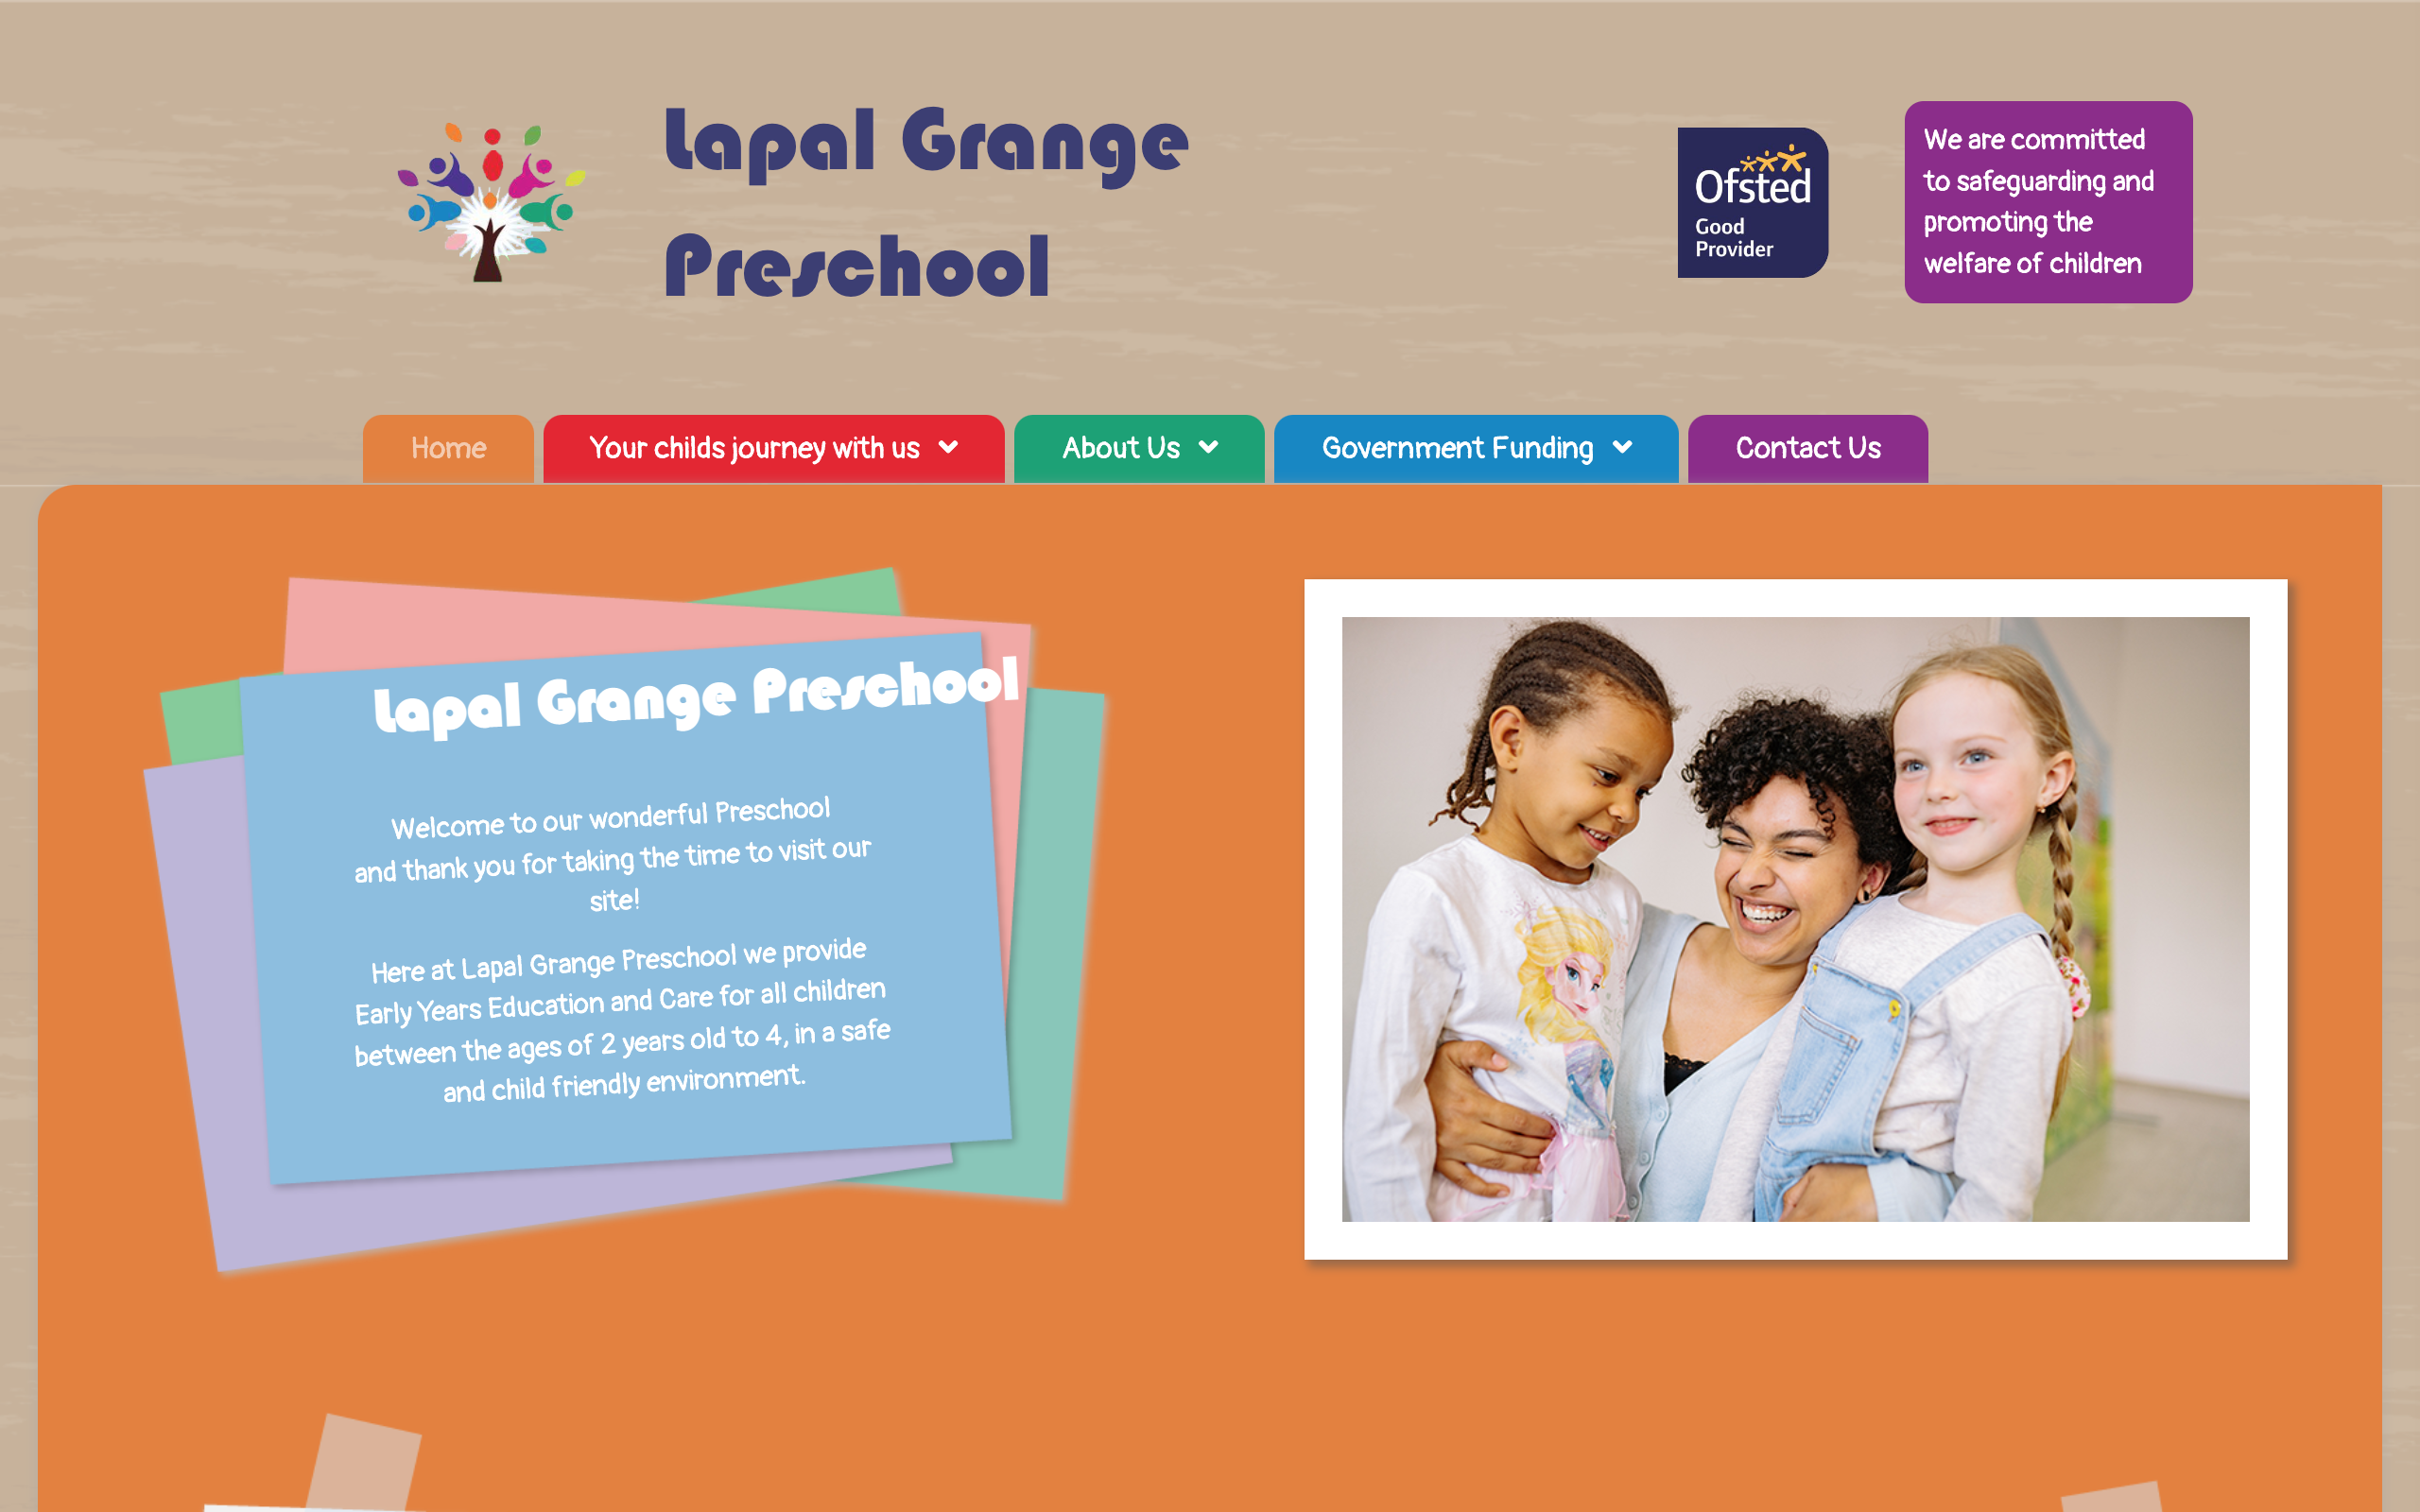 Lapal Grange
Preschool
Ofsted
Good
Provider
We are committed
to safeguarding and
promoting the
welfare of children
Home
Your childs journey with us
About Us
Government Funding
Contact Us
Lapal Grange Preschool
Welcome to our wonderful Preschool
and thank you for taking the time to visit our
site!
Here at Lapal Grange Preschool we provide
Early Years Education and Care for all children
between the ages of 2 years old to 4, in a safe
and child friendly environment.